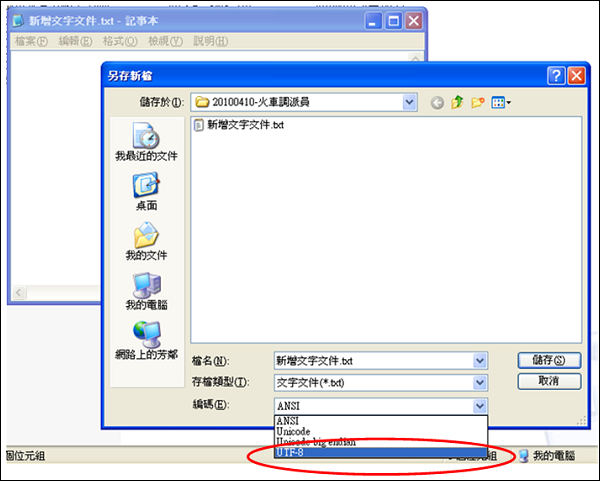 新增文字文件.txt - 記事本
檔案(F) 編輯(E) 格式(O) 檢視(V) 說明(H)
另存新檔
儲存於(I): 20100410-火車調派員
新增文字文件.txt
我最近的文件
桌面
我的文件
我的電腦
網路上的芳鄰
檔名(N): 新增文字文件.txt 儲存(S)
存檔類型(T): 文字文件(*.txt) 取消
編碼(E): ANSI
ANSI
Unicode
Unicode big endian
UTF-8
個位元組 個位元組 我的電腦